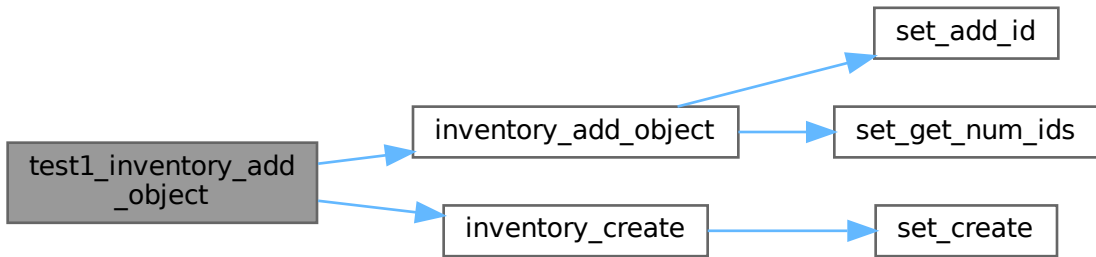 test1_inventory_add
_object
inventory_add_object
set_add_id
set_get_num_ids
inventory_create
set_create